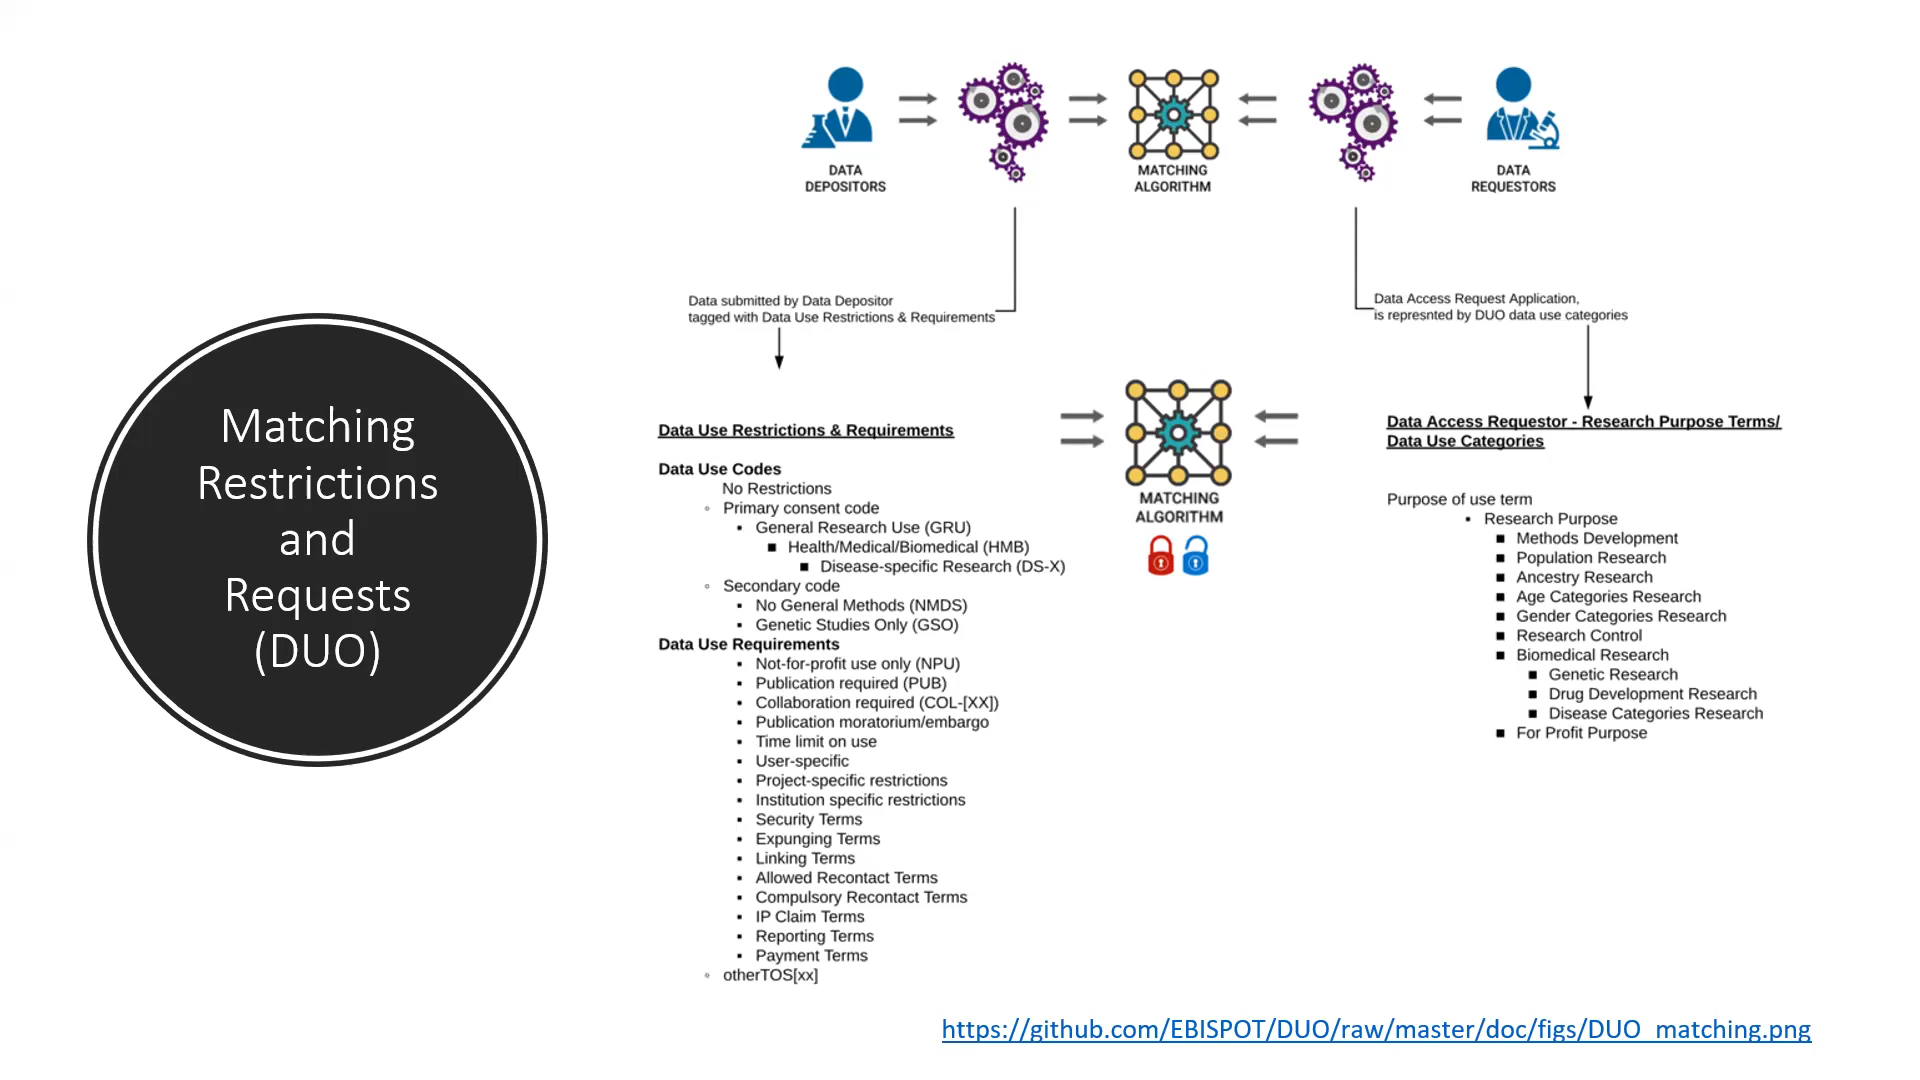 Matching
Restrictions
and
Requests
(DUO)
DATA
DEPOSITORS
MATCHING
ALGORITHM
DATA
REQUESTORS
Data submitted by Data Depositor
tagged with Data Use Restrictions & Requirements
Data Access Request Application,
is represnted by DUO data use categories
Data Use Restrictions & Requirements
Data Use Codes
No Restrictions
Primary consent code
General Research Use (GRU)
Health/Medical/Biomedical (HMB)
Disease-specific Research (DS-X)
Secondary code
No General Methods (NMDS)
Genetic Studies Only (GSO)
Data Use Requirements
Not-for-profit use only (NPU)
Publication required (PUB)
Collaboration required (COL-[XX])
Publication moratorium/embargo
Time limit on use
User-specific
Project-specific restrictions
Institution specific restrictions
Security Terms
Expunging Terms
Linking Terms
Allowed Recontact Terms
Compulsory Recontact Terms
IP Claim Terms
Reporting Terms
Payment Terms
otherTOS[xx]
MATCHING
ALGORITHM
Data Access Requestor - Research Purpose Terms/
Data Use Categories
Purpose of use term
Research Purpose
Methods Development
Population Research
Ancestry Research
Age Categories Research
Gender Categories Research
Research Control
Biomedical Research
Genetic Research
Drug Development Research
Disease Categories Research
For Profit Purpose
https://github.com/EBISPOT/DUO/raw/master/doc/figs/DUO_matching.png